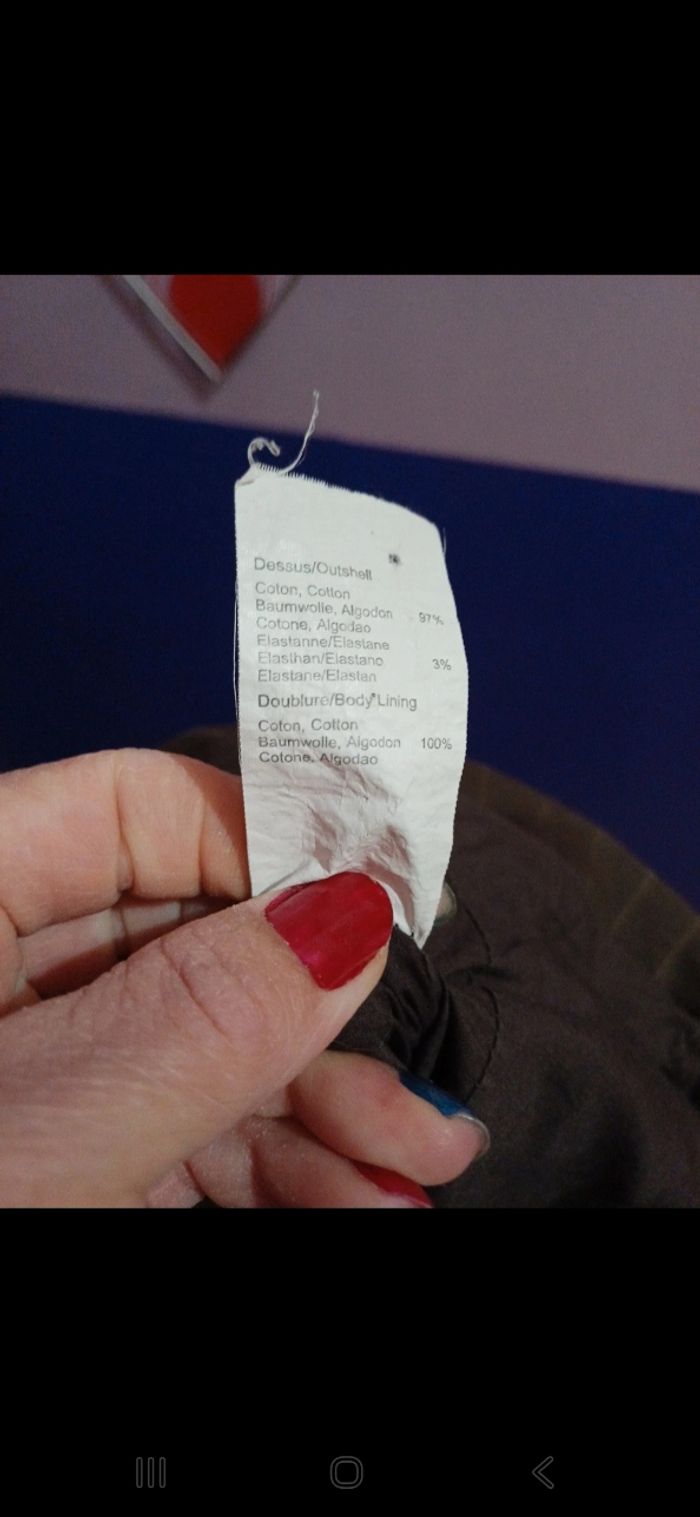 Dessus/Outshell
Coton, Cotton
Baumwolle, Algodon 97%
Cotone, Algodao
Elastanne/Elastane
Elasthan/Elastano 3%
Elastane/Elastan
Doublure/Body*Lining
Coton, Cotton
Baumwolle, Algodon 100%
Cotone, Algodao